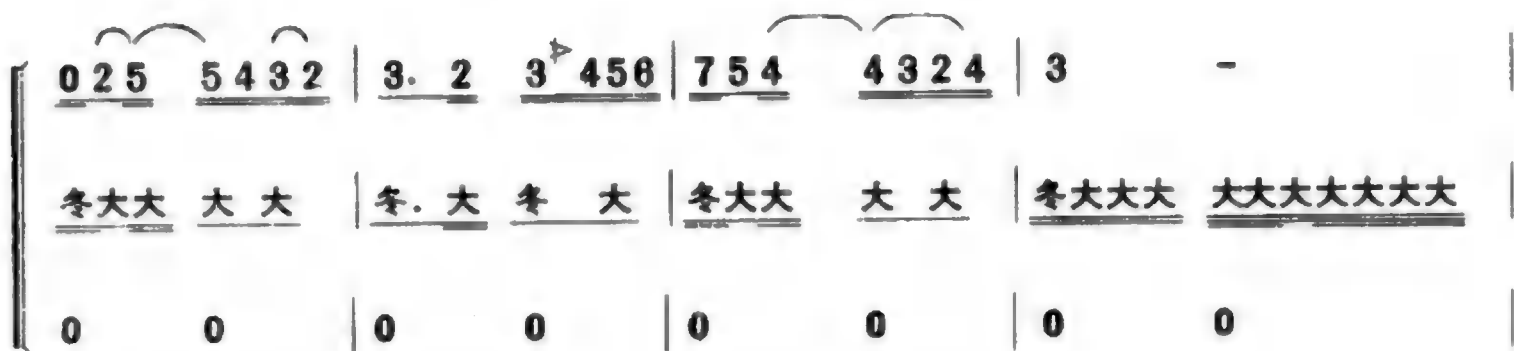 0 2 5 5 4 3 2 | 3. 2 3 4 5 6 | 7 5 4 4 3 2 4 | 3 - |
冬大大 大 大 | 冬. 大 冬 大 | 冬大大 大 大 | 冬大大大 大大大大大大大 |
0 0 | 0 0 | 0 0 | 0 0 |